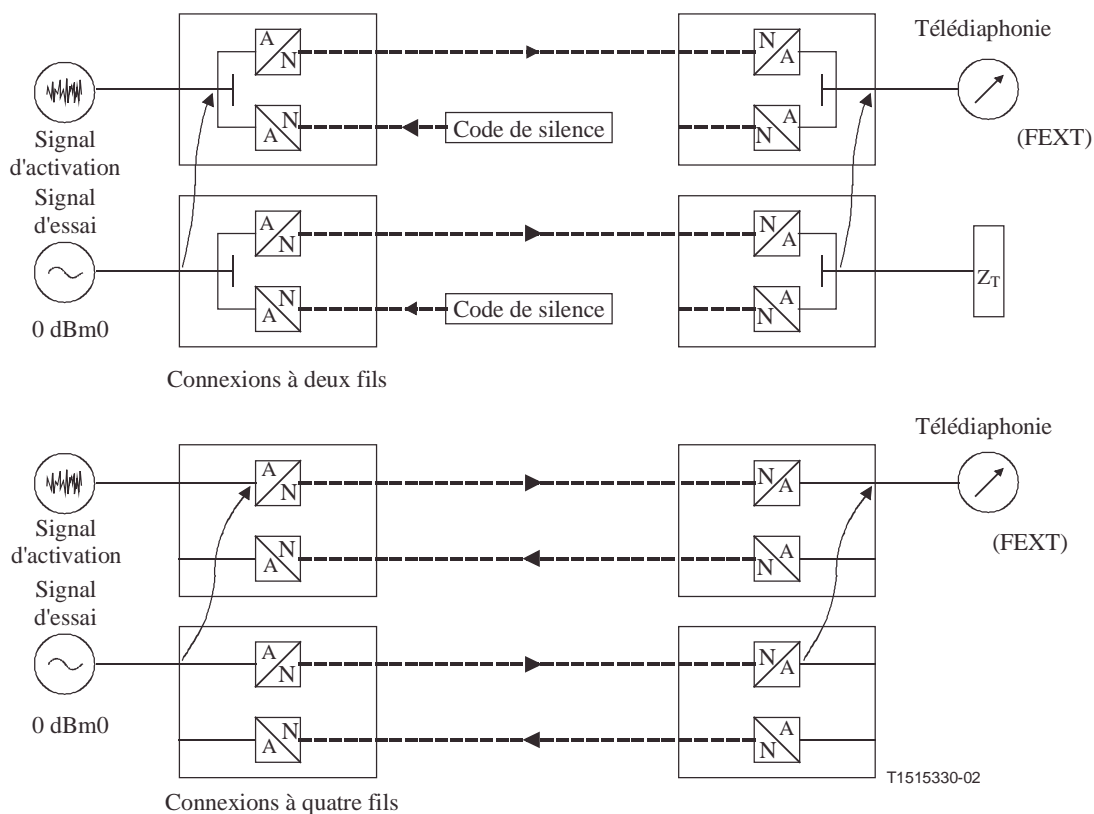 Télédiaphonie
A
N
N
A
Signal
d'activation
A
N
Code de silence
N
A
(FEXT)
Signal
d'essai
A
N
N
A
0 dBm0
A
N
Code de silence
N
A
ZT
Connexions à deux fils
Télédiaphonie
A
N
N
A
Signal
d'activation
A
N
N
A
(FEXT)
Signal
d'essai
A
N
N
A
0 dBm0
A
N
N
A
T1515330-02
Connexions à quatre fils